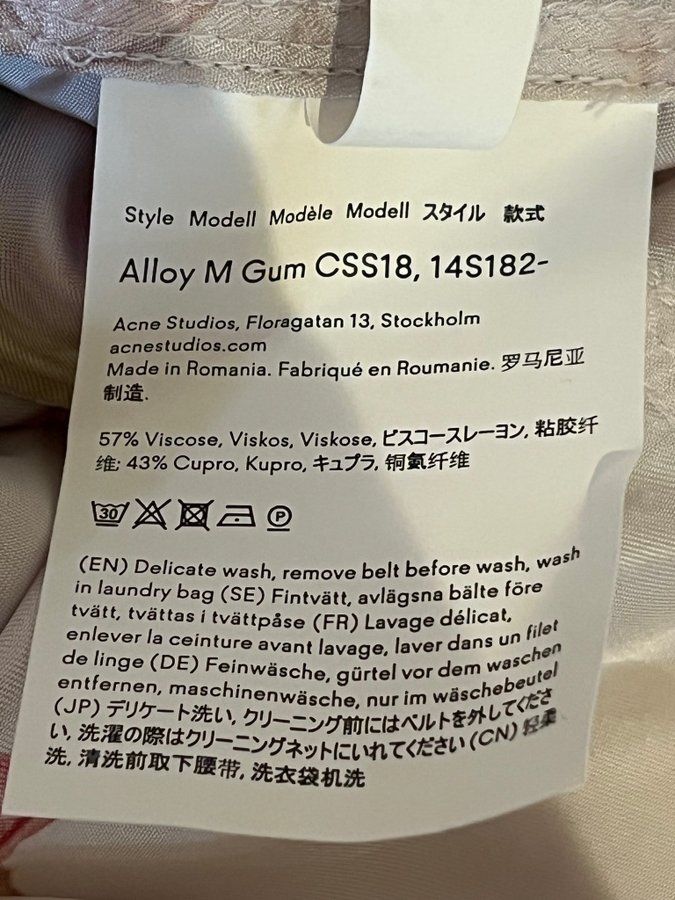 Style Modell Modèle Modell スタイル 款式
Alloy M Gum CSS18, 14S182-
Acne Studios, Floragatan 13, Stockholm
acnestudios.com
Made in Romania. Fabriqué en Roumanie. 罗马尼亚
制造.
57% Viscose, Viskos, Viskose, ビスコースレーヨン, 粘胶纤
维; 43% Cupro, Kupro, キュプラ, 铜氨纤维
30 P
(EN) Delicate wash, remove belt before wash, wash
in laundry bag (SE) Fintvätt, avlägsna bälte före
tvätt, tvättas i tvättpåse (FR) Lavage délicat,
enlever la ceinture avant lavage, laver dans un filet
de linge (DE) Feinwäsche, gürtel vor dem waschen
entfernen, maschinenwäsche, nur im wäschebeutel
(JP) デリケート洗い, クリーニング前にはベルトを外してくださ
い, 洗濯の際はクリーニングネットにいれてください (CN) 轻柔
洗, 清洗前取下腰带, 洗衣袋机洗